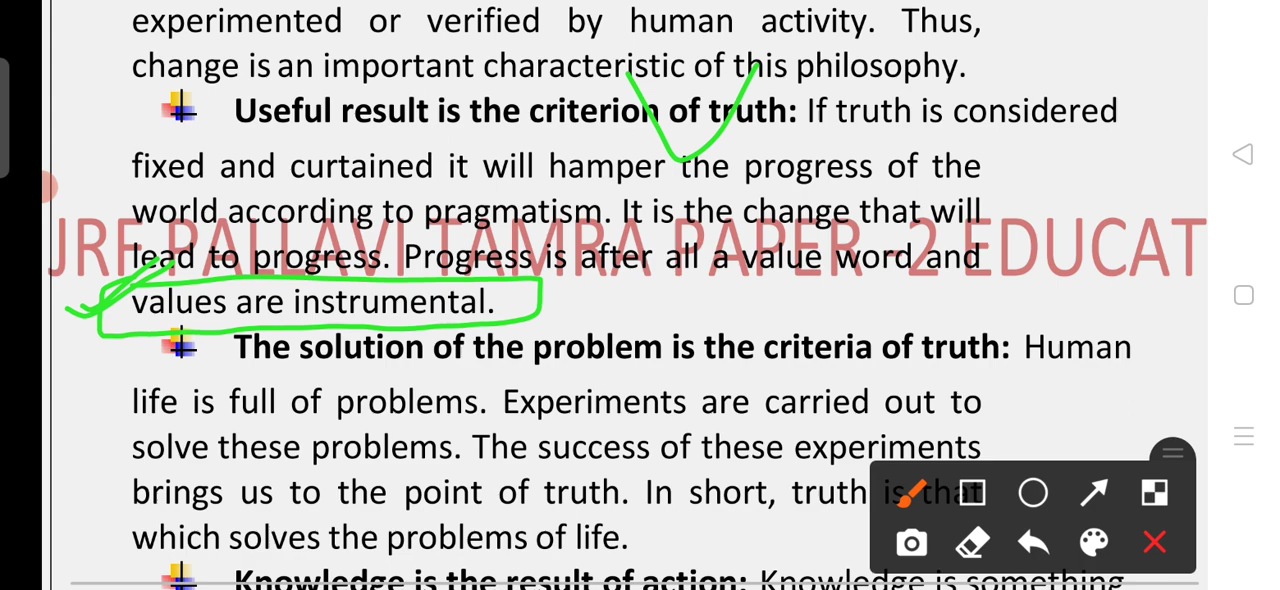 experimented or verified by human activity. Thus,
change is an important characteristic of this philosophy.
Useful result is the criterion of truth: If truth is considered
fixed and curtained it will hamper the progress of the
world according to pragmatism. It is the change that will
JRF PALLAVI TAMRA PAPER -2 EDUCAT
lead to progress. Progress is after all a value word and
values are instrumental.
The solution of the problem is the criteria of truth: Human
life is full of problems. Experiments are carried out to
solve these problems. The success of these experiments
brings us to the point of truth. In short, truth is that
which solves the problems of life.
Knowledge is the result of action: Knowledge is something